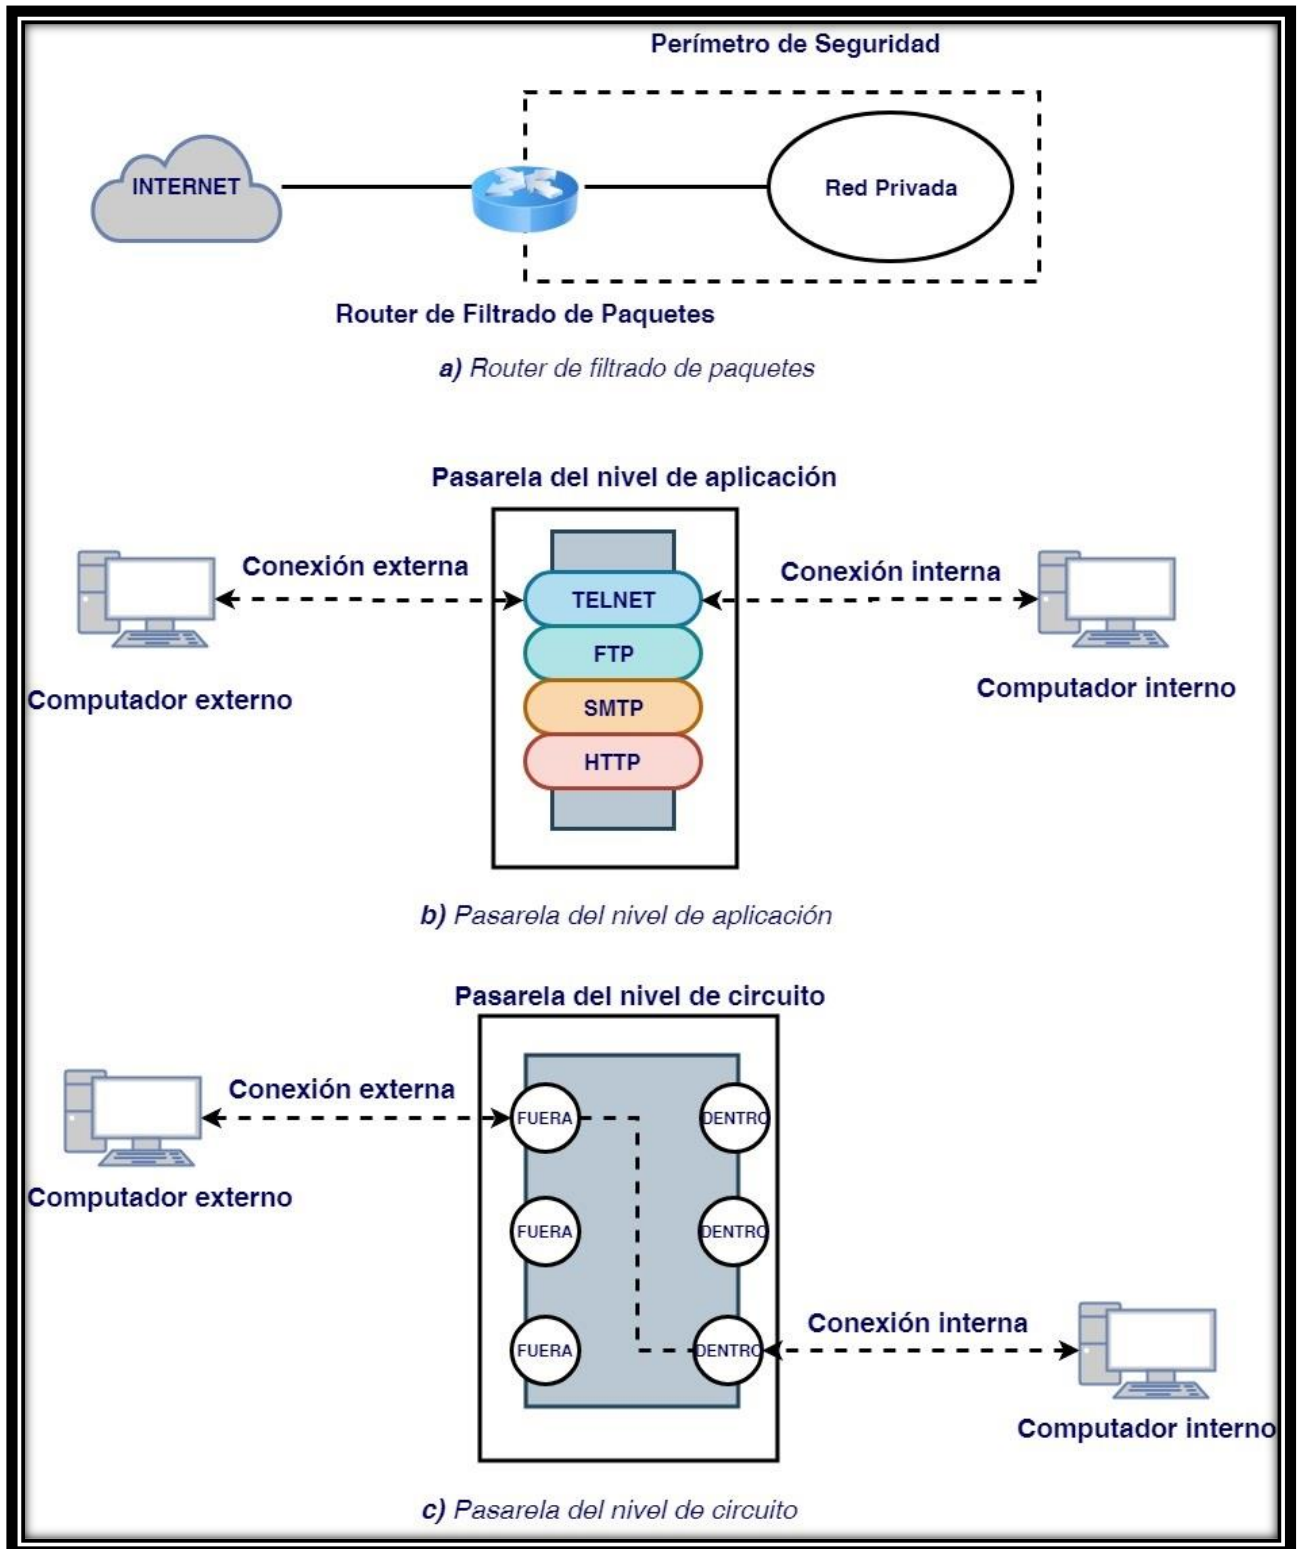 Perímetro de Seguridad
INTERNET
Red Privada
Router de Filtrado de Paquetes
a) Router de filtrado de paquetes
Pasarela del nivel de aplicación
Conexión externa
Conexión interna
TELNET
FTP
SMTP
HTTP
Computador externo
Computador interno
b) Pasarela del nivel de aplicación
Pasarela del nivel de circuito
Conexión externa
FUERA
DENTRO
Computador externo
FUERA
DENTRO
FUERA
DENTRO
Conexión interna
Computador interno
c) Pasarela del nivel de circuito